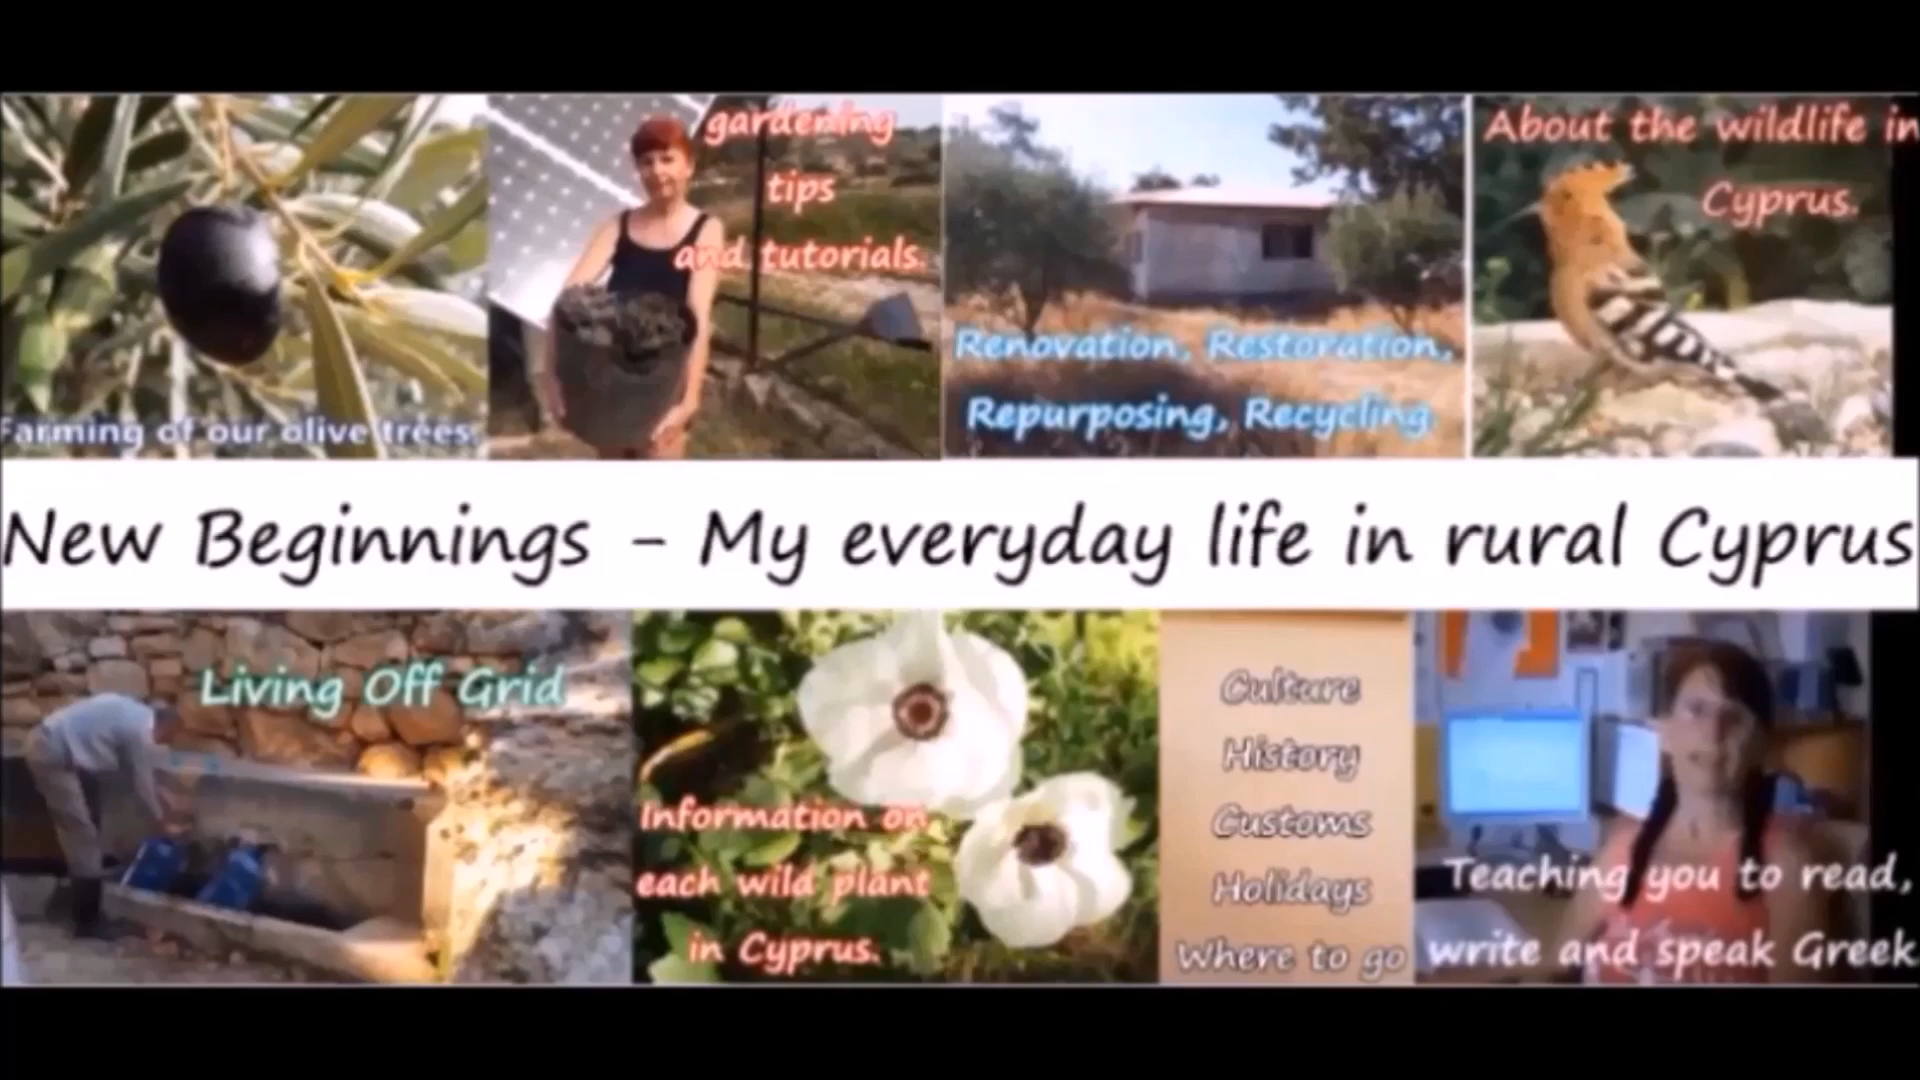 Farming of our olive trees.
gardening
tips
and tutorials.
Renovation, Restoration,
Repurposing, Recycling
About the wildlife in
Cyprus.
New Beginnings - My everyday life in rural Cyprus
Living Off Grid
Information on
each wild plant
in Cyprus.
Culture
History
Customs
Holidays
Where to go
Teaching you to read,
write and speak Greek